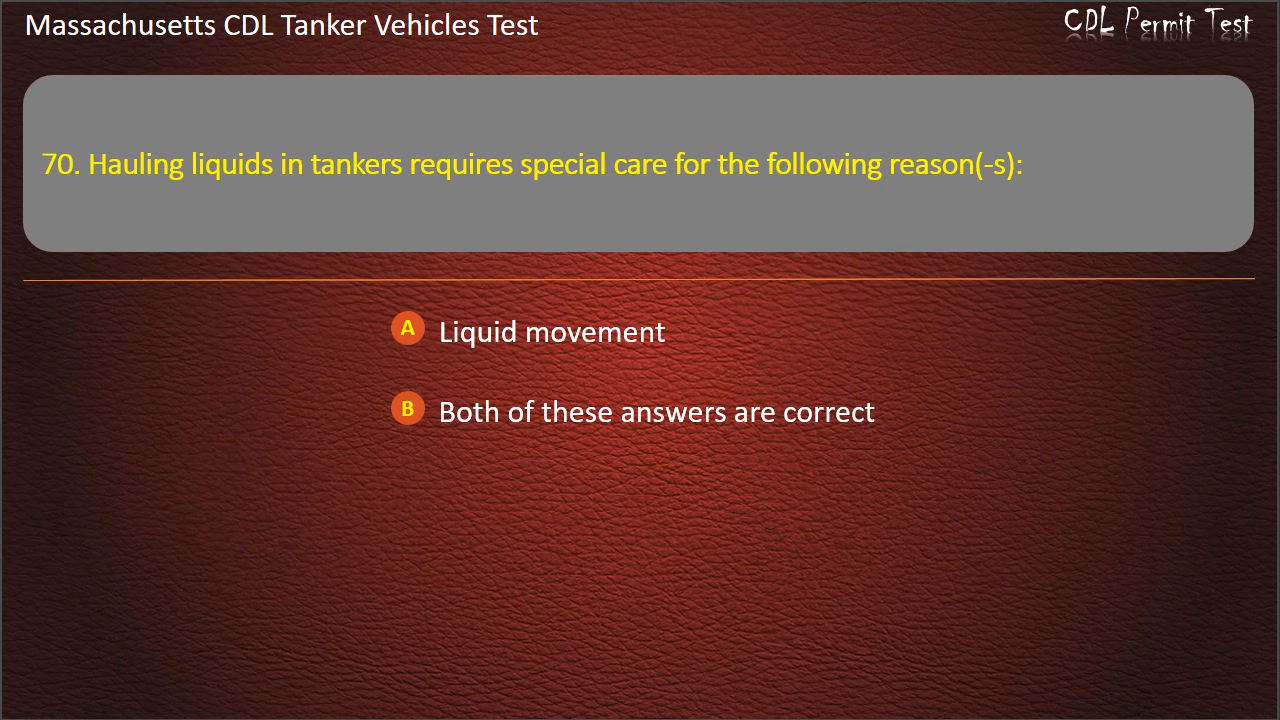 Massachusetts CDL Tanker Vehicles Test
CDL Permit Test
70. Hauling liquids in tankers requires special care for the following reason(-s):
A Liquid movement
B Both of these answers are correct